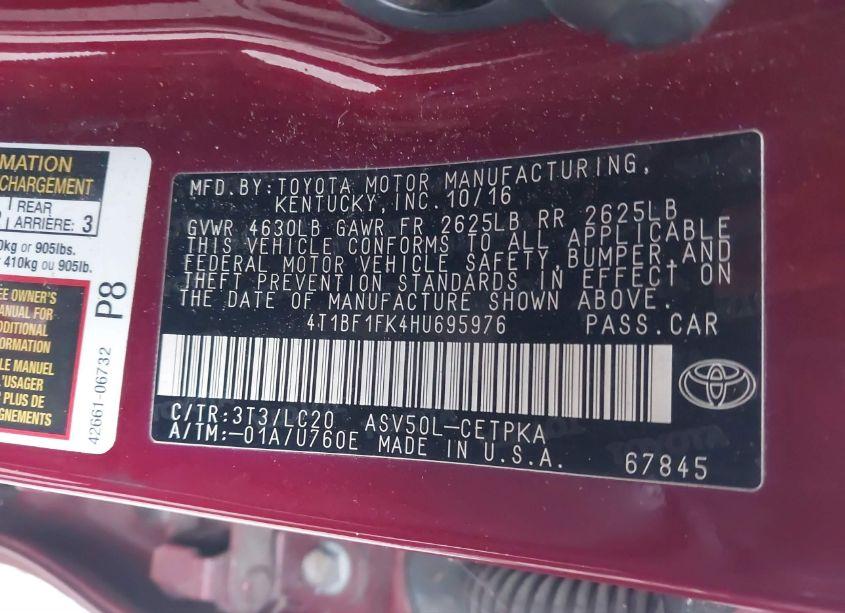 MATION
CHARGEMENT
REAR
ARRIÈRE: 3
kg or 905lbs.
410kg ou 905lb.
EE OWNER'S
MANUAL FOR
DDITIONAL
FORMATION
LE MANUEL
L'USAGER
PLUS DE
IGNEMENTS
P8
42661-06732
MFD.BY:TOYOTA MOTOR MANUFACTURING,
KENTUCKY,INC.10/16
GVWR 4630LB GAWR FR 2625LB RR 2625LB
THIS VEHICLE CONFORMS TO ALL APPLICABLE
FEDERAL MOTOR VEHICLE SAFETY,BUMPER,AND
THEFT PREVENTION STANDARDS IN EFFECT ON
THE DATE OF MANUFACTURE SHOWN ABOVE.
4T1BF1FK4HU695976 PASS.CAR
C/TR:3T3/LC20 ASV50L-CETPKA
A/TM:-01A/U760E MADE IN U.S.A. 67845